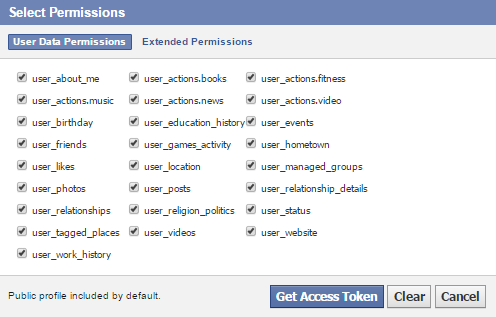 Select Permissions
User Data Permissions Extended Permissions
user_about_me user_actions.books user_actions.fitness
user_actions.music user_actions.news user_actions.video
user_birthday user_education_history user_events
user_friends user_games_activity user_hometown
user_likes user_location user_managed_groups
user_photos user_posts user_relationship_details
user_relationships user_religion_politics user_status
user_tagged_places user_videos user_website
user_work_history
Public profile included by default. Get Access Token Clear Cancel